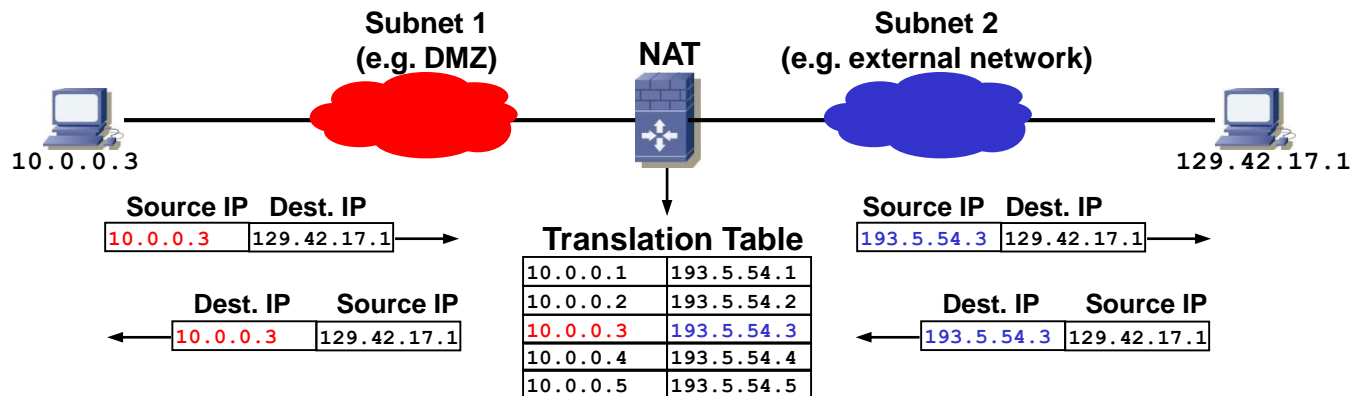 Subnet 1
(e.g. DMZ)
NAT
Subnet 2
(e.g. external network)
10.0.0.3
129.42.17.1
Source IP Dest. IP
10.0.0.3 129.42.17.1
Dest. IP Source IP
10.0.0.3 129.42.17.1
Translation Table
10.0.0.1 193.5.54.1
10.0.0.2 193.5.54.2
10.0.0.3 193.5.54.3
10.0.0.4 193.5.54.4
10.0.0.5 193.5.54.5
Source IP Dest. IP
193.5.54.3 129.42.17.1
Dest. IP Source IP
193.5.54.3 129.42.17.1